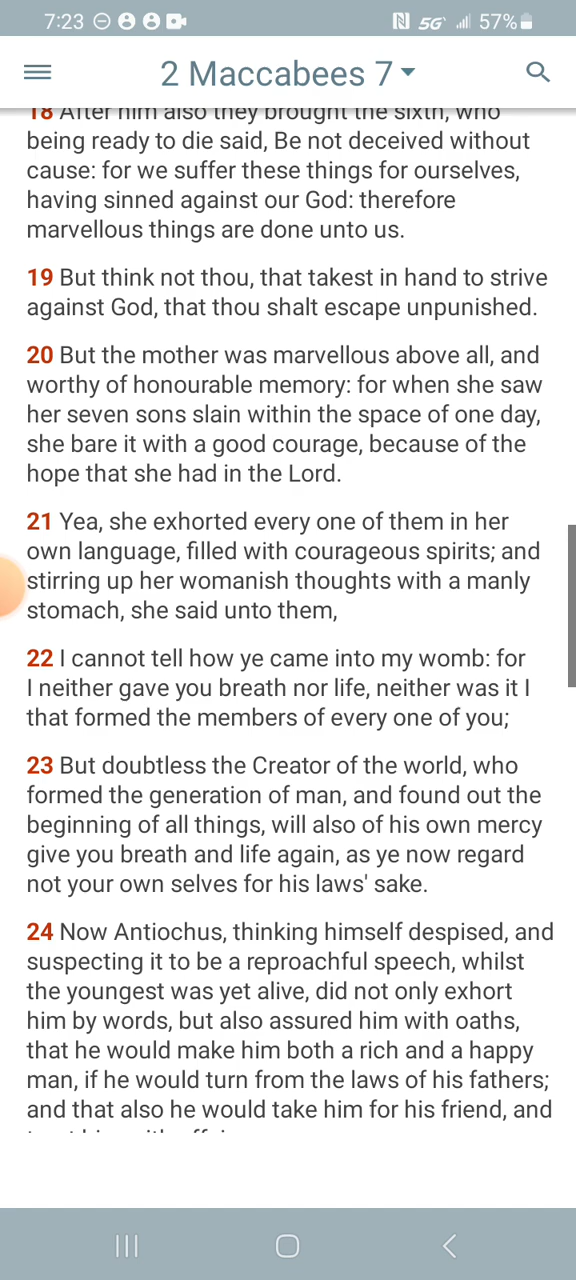 7:23
5G 57%
2 Maccabees 7
18 After him also they brought the sixth, who
being ready to die said, Be not deceived without
cause: for we suffer these things for ourselves,
having sinned against our God: therefore
marvellous things are done unto us.
19 But think not thou, that takest in hand to strive
against God, that thou shalt escape unpunished.
20 But the mother was marvellous above all, and
worthy of honourable memory: for when she saw
her seven sons slain within the space of one day,
she bare it with a good courage, because of the
hope that she had in the Lord.
21 Yea, she exhorted every one of them in her
own language, filled with courageous spirits; and
stirring up her womanish thoughts with a manly
stomach, she said unto them,
22 I cannot tell how ye came into my womb: for
I neither gave you breath nor life, neither was it I
that formed the members of every one of you;
23 But doubtless the Creator of the world, who
formed the generation of man, and found out the
beginning of all things, will also of his own mercy
give you breath and life again, as ye now regard
not your own selves for his laws' sake.
24 Now Antiochus, thinking himself despised, and
suspecting it to be a reproachful speech, whilst
the youngest was yet alive, did not only exhort
him by words, but also assured him with oaths,
that he would make him both a rich and a happy
man, if he would turn from the laws of his fathers;
and that also he would take him for his friend, and